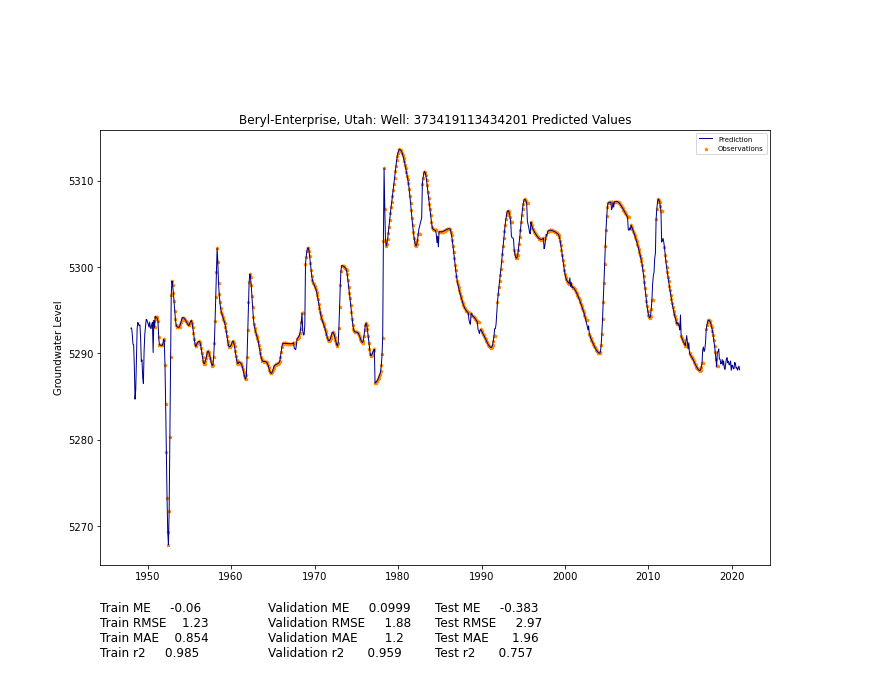 Beryl-Enterprise, Utah: Well: 373419113434201 Predicted Values
Prediction
Observations
Groundwater Level
5310
5300
5290
5280
5270
1950 1960 1970 1980 1990 2000 2010 2020
Train ME -0.06 Validation ME 0.0999 Test ME -0.383
Train RMSE 1.23 Validation RMSE 1.88 Test RMSE 2.97
Train MAE 0.854 Validation MAE 1.2 Test MAE 1.96
Train r2 0.985 Validation r2 0.959 Test r2 0.757